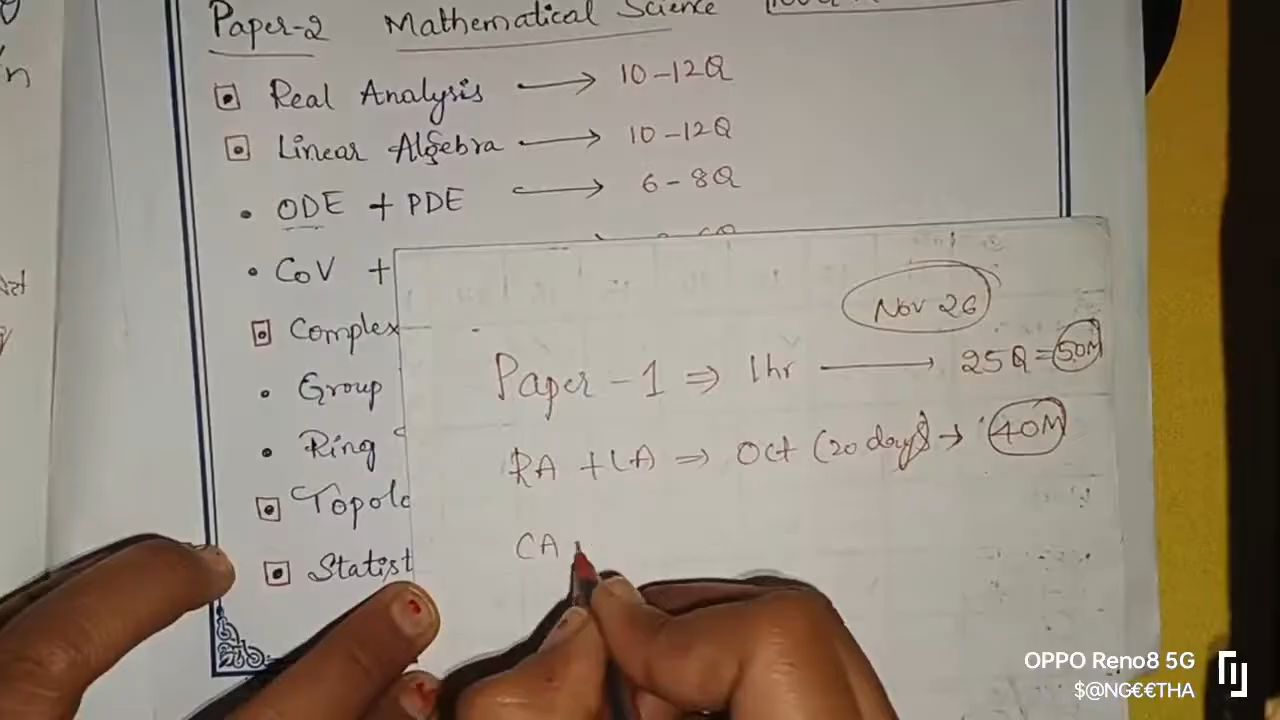 Paper-2 Mathematical Science
Real Analysis → 10-12Q
Linear Algebra → 10-12Q
• ODE + PDE → 6-8Q
• CoV +
Complex
• Group
• Ring
Topolo
Statist
Nov 26
Paper-1 ⇒ 1hr → 25Q = 50M
RA + LA ⇒ Oct (20 days) → 40M
CA
OPPO Reno8 5G
$@NG€€THA